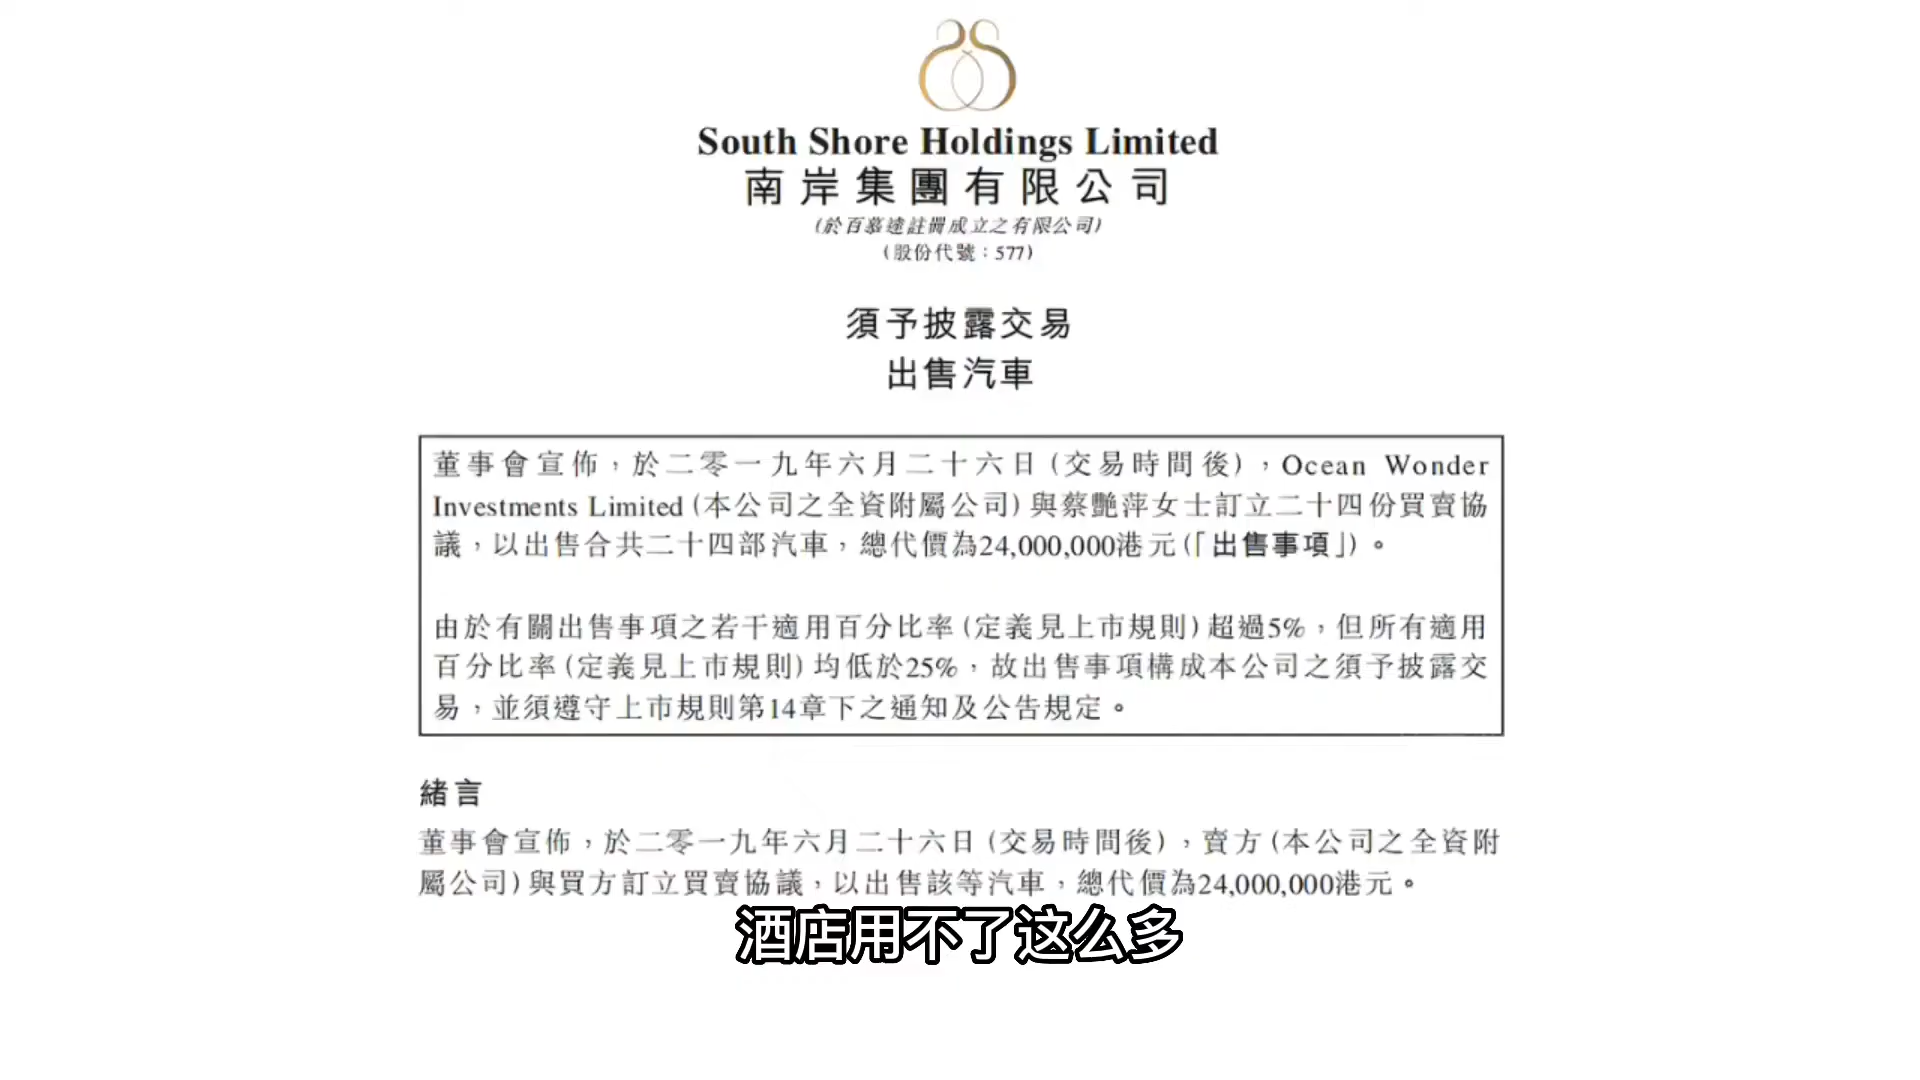 South Shore Holdings Limited
南岸集團有限公司
(於百慕達註冊成立之有限公司)
(股份代號：577)
須予披露交易
出售汽車
董事會宣佈，於二零一九年六月二十六日(交易時間後)，Ocean Wonder
Investments Limited (本公司之全資附屬公司)與蔡艷萍女士訂立二十四份買賣協
議，以出售合共二十四部汽車，總代價為24,000,000港元(「出售事項」)。
由於有關出售事項之若干適用百分比率(定義見上市規則)超過5%，但所有適用
百分比率(定義見上市規則)均低於25%，故出售事項構成本公司之須予披露交
易，並須遵守上市規則第14章下之通知及公告規定。
緒言
董事會宣佈，於二零一九年六月二十六日(交易時間後)，賣方(本公司之全資附
屬公司)與買方訂立買賣協議，以出售該等汽車，總代價為24,000,000港元。
酒店用不了这么多